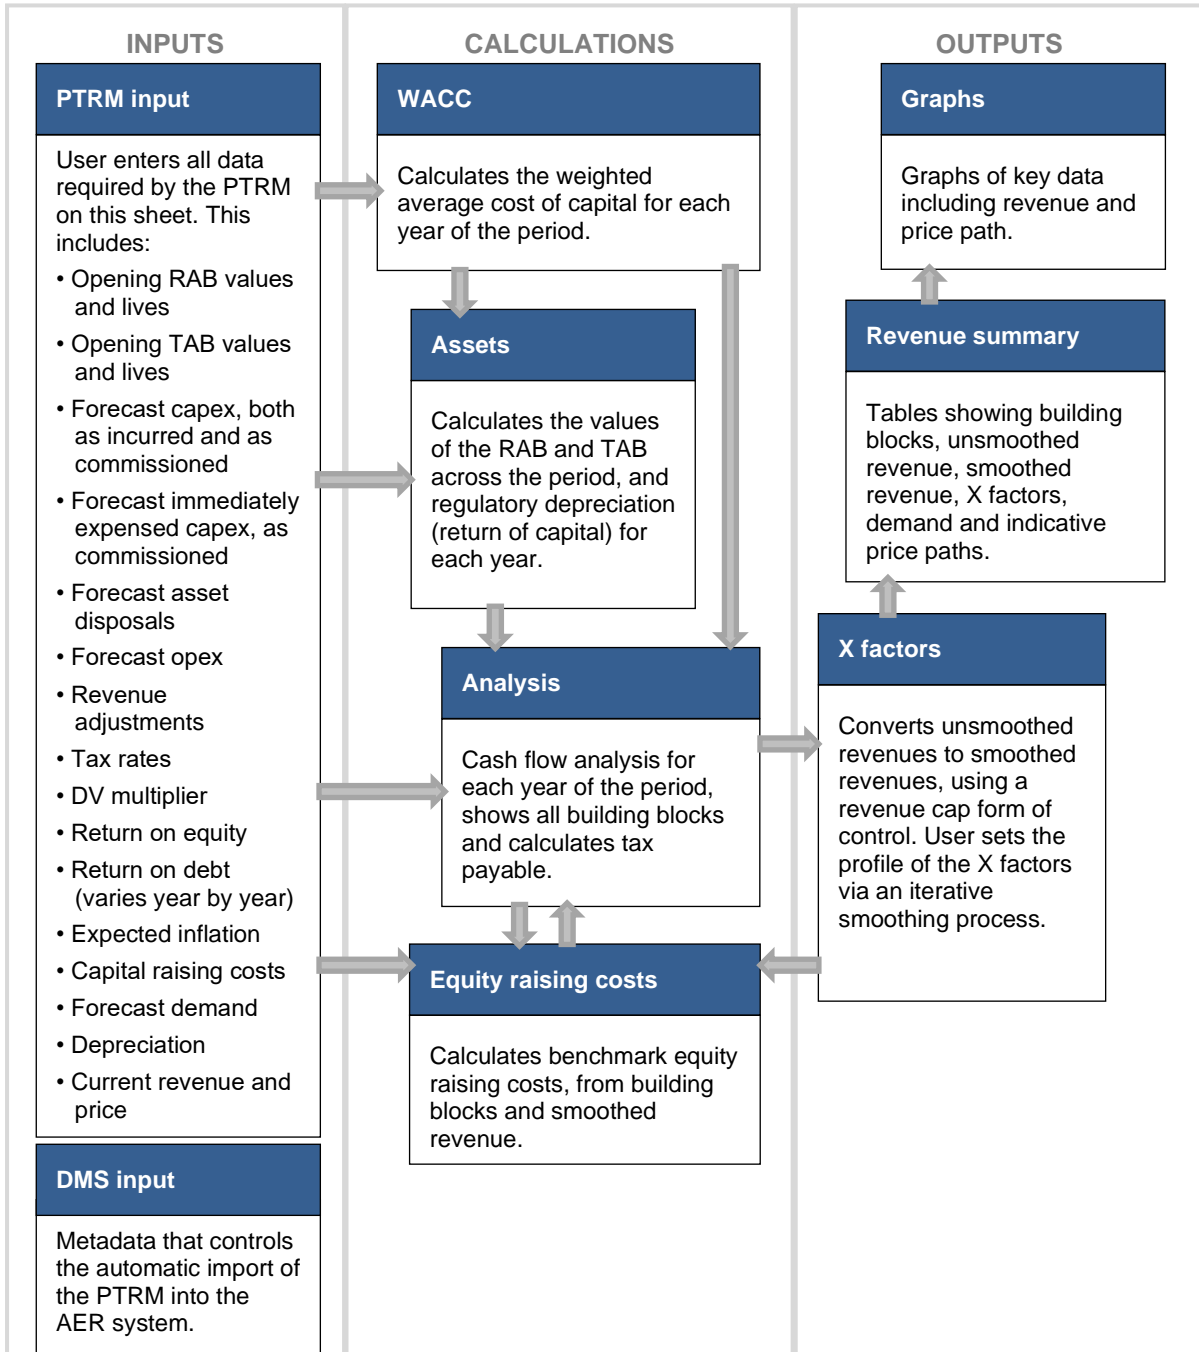 INPUTS
PTRM input
User enters all data
required by the PTRM
on this sheet. This
includes:
• Opening RAB values
and lives
• Opening TAB values
and lives
• Forecast capex, both
as incurred and as
commissioned
• Forecast immediately
expensed capex, as
commissioned
• Forecast asset
disposals
• Forecast opex
• Revenue
adjustments
• Tax rates
• DV multiplier
• Return on equity
• Return on debt
(varies year by year)
• Expected inflation
• Capital raising costs
• Forecast demand
• Depreciation
• Current revenue and
price
DMS input
Metadata that controls
the automatic import of
the PTRM into the
AER system.
CALCULATIONS
WACC
Calculates the weighted
average cost of capital for each
year of the period.
Assets
Calculates the values
of the RAB and TAB
across the period, and
regulatory depreciation
(return of capital) for
each year.
Analysis
Cash flow analysis for
each year of the period,
shows all building blocks
and calculates tax
payable.
Equity raising costs
Calculates benchmark equity
raising costs, from building
blocks and smoothed
revenue.
OUTPUTS
Graphs
Graphs of key data
including revenue and
price path.
Revenue summary
Tables showing building
blocks, unsmoothed
revenue, smoothed
revenue, X factors,
demand and indicative
price paths.
X factors
Converts unsmoothed
revenues to smoothed
revenues, using a
revenue cap form of
control. User sets the
profile of the X factors
via an iterative
smoothing process.